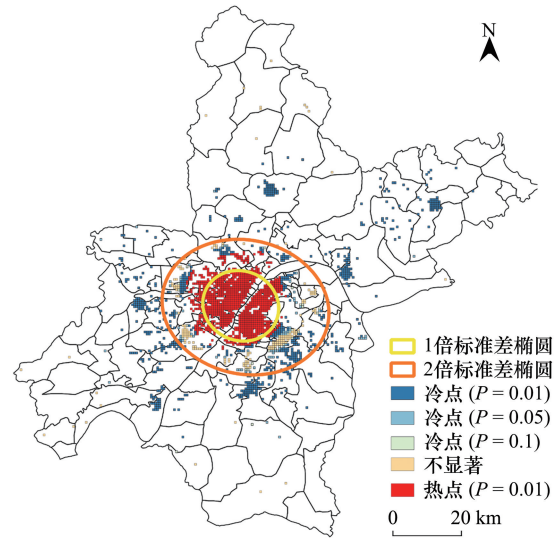 N
1倍标准差椭圆
2倍标准差椭圆
冷点 (P = 0.01)
冷点 (P = 0.05)
冷点 (P = 0.1)
不显著
热点 (P = 0.01)
0 20 km